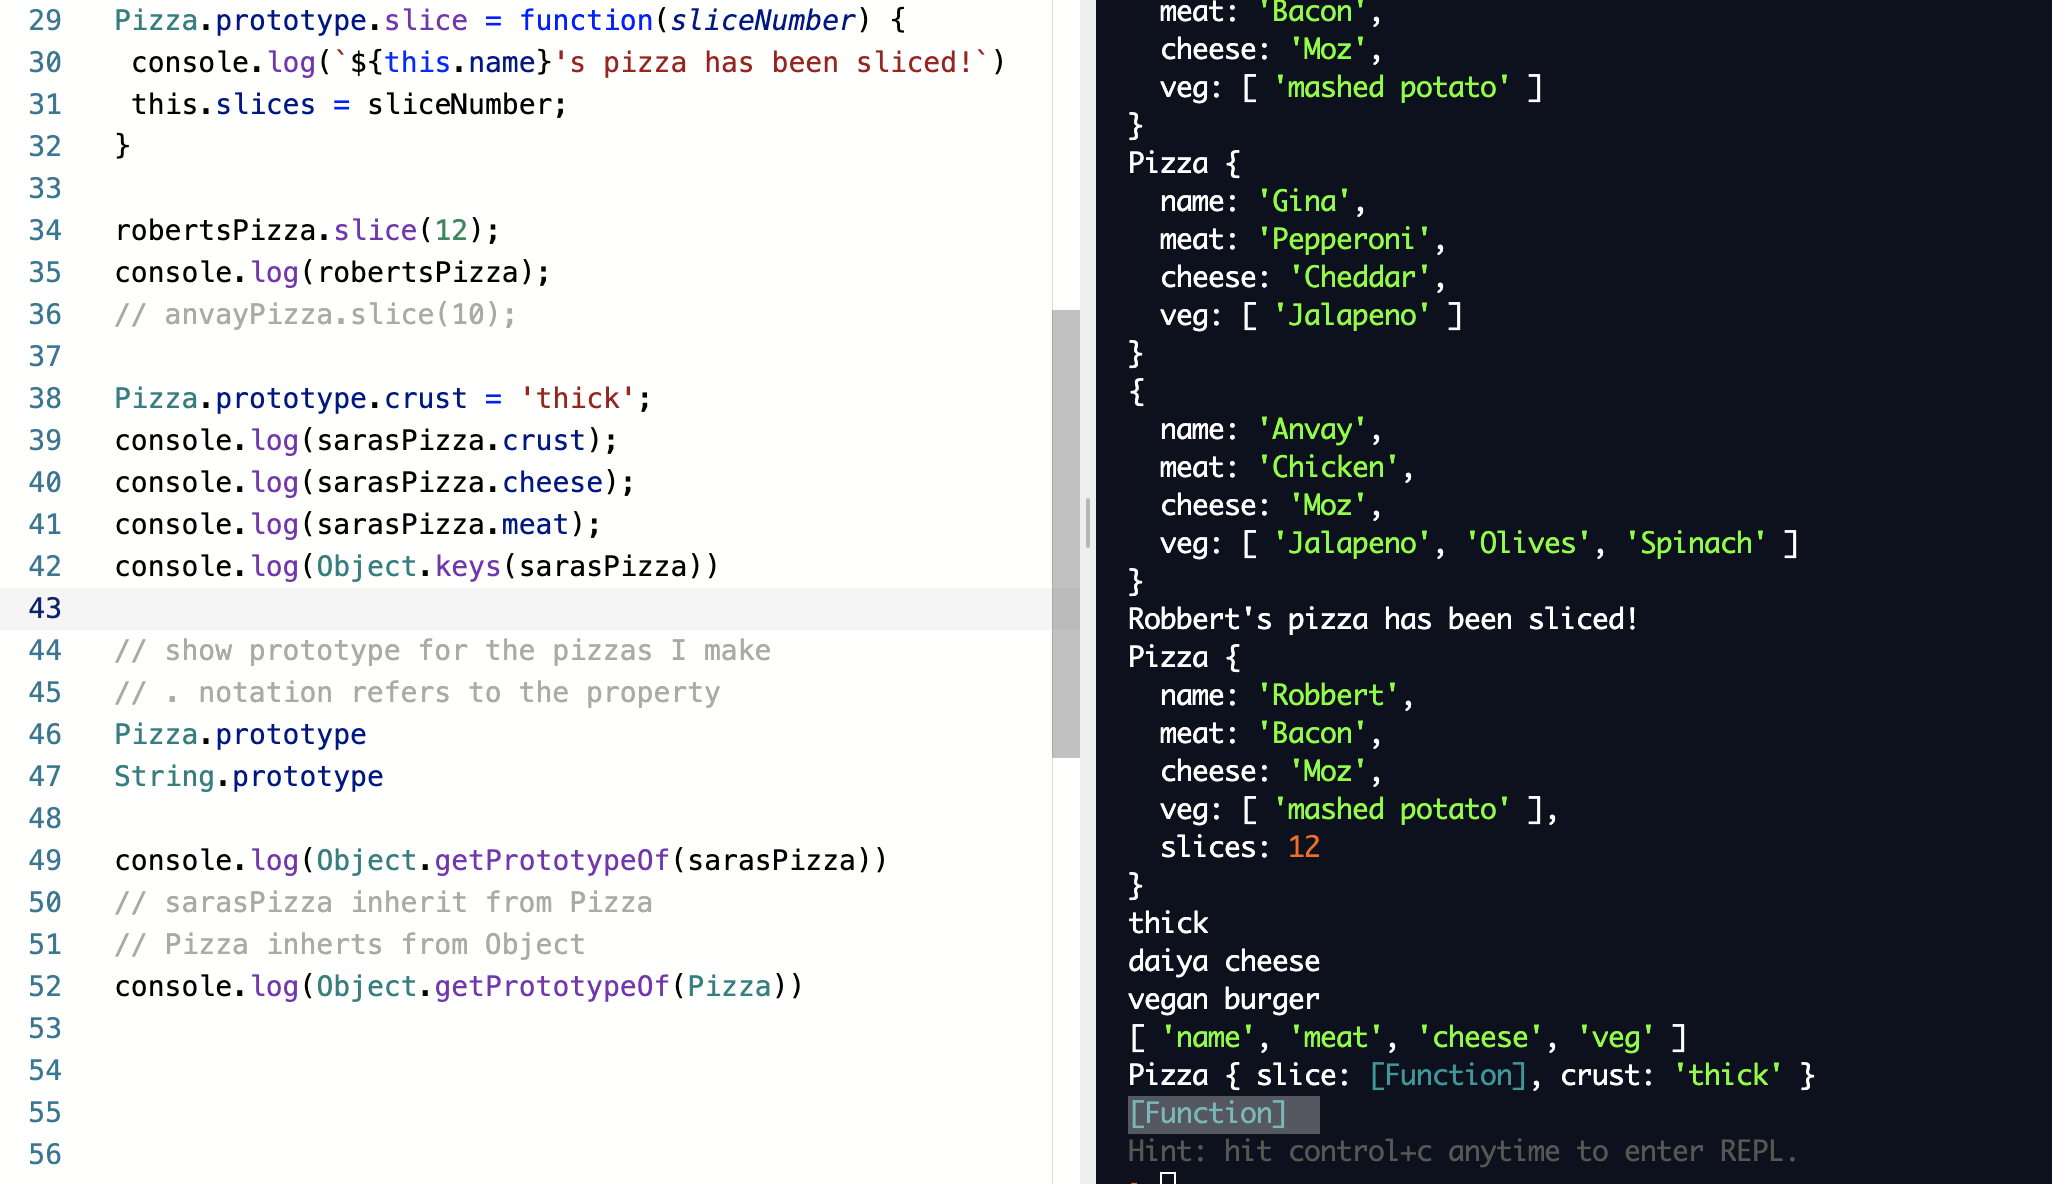 29 Pizza.prototype.slice = function(sliceNumber) {
30 console.log(`${this.name}'s pizza has been sliced!`)
31 this.slices = sliceNumber;
32 }
33
34 robertsPizza.slice(12);
35 console.log(robertsPizza);
36 // anvayPizza.slice(10);
37
38 Pizza.prototype.crust = 'thick';
39 console.log(sarasPizza.crust);
40 console.log(sarasPizza.cheese);
41 console.log(sarasPizza.meat);
42 console.log(Object.keys(sarasPizza))
43
44 // show prototype for the pizzas I make
45 // . notation refers to the property
46 Pizza.prototype
47 String.prototype
48
49 console.log(Object.getPrototypeOf(sarasPizza))
50 // sarasPizza inherit from Pizza
51 // Pizza inherts from Object
52 console.log(Object.getPrototypeOf(Pizza))
53
54
55
56
meat: 'Bacon',
cheese: 'Moz',
veg: [ 'mashed potato' ]
}
Pizza {
name: 'Gina',
meat: 'Pepperoni',
cheese: 'Cheddar',
veg: [ 'Jalapeno' ]
}
{
name: 'Anvay',
meat: 'Chicken',
cheese: 'Moz',
veg: [ 'Jalapeno', 'Olives', 'Spinach' ]
}
Robbert's pizza has been sliced!
Pizza {
name: 'Robbert',
meat: 'Bacon',
cheese: 'Moz',
veg: [ 'mashed potato' ],
slices: 12
}
thick
daiya cheese
vegan burger
[ 'name', 'meat', 'cheese', 'veg' ]
Pizza { slice: [Function], crust: 'thick' }
[Function]
Hint: hit control+c anytime to enter REPL.